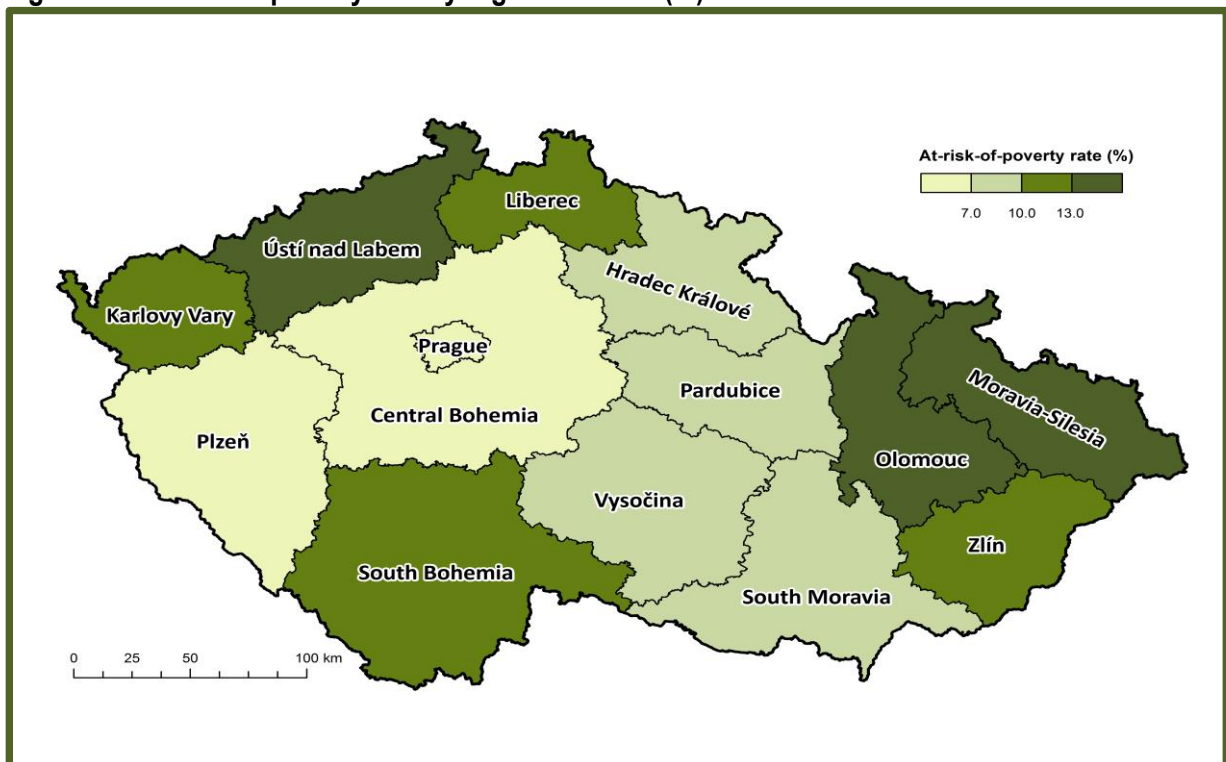 At-risk-of-poverty rate (%)
7.0 10.0 13.0
Liberec
Ústí nad Labem
Hradec Králové
Karlovy Vary
Prague
Pardubice
Moravia-Silesia
Central Bohemia
Plzeň
Olomouc
Vysočina
Zlín
South Bohemia
South Moravia
0 25 50 100 km